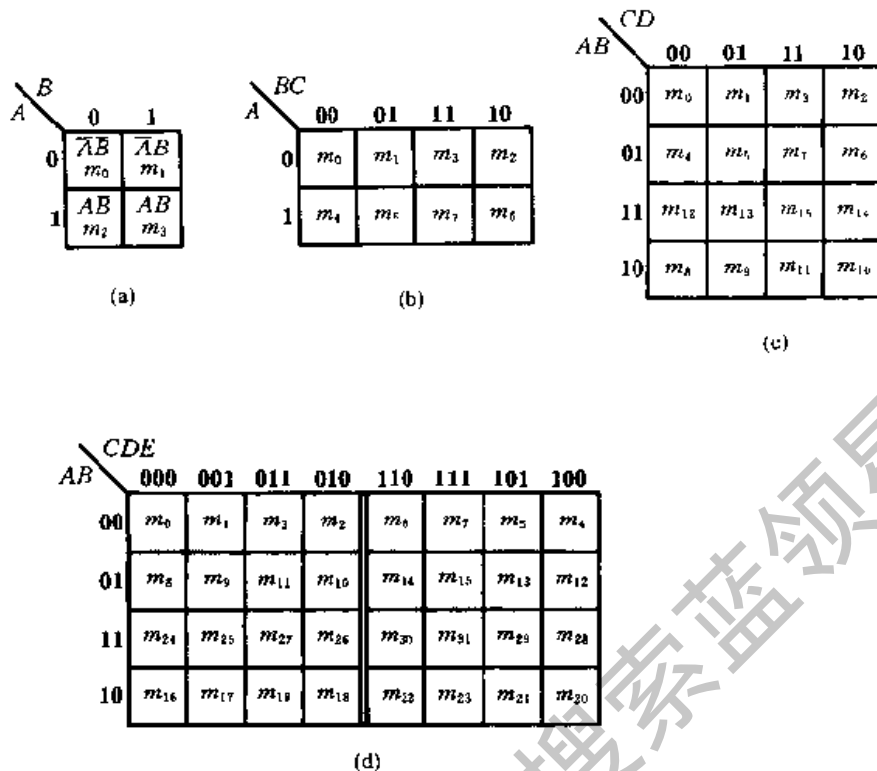 B
A
0 1
0 A̅B̅ A̅B
m₀ m₁
1 AB̅ AB
m₂ m₃
(a)
BC
A
00 01 11 10
0 m₀ m₁ m₃ m₂
1 m₄ m₅ m₇ m₆
(b)
CD
AB
00 01 11 10
00 m₀ m₁ m₃ m₂
01 m₄ m₅ m₇ m₆
11 m₁₂ m₁₃ m₁₅ m₁₄
10 m₈ m₉ m₁₁ m₁₀
(c)
CDE
AB
000 001 011 010 110 111 101 100
00 m₀ m₁ m₃ m₂ m₆ m₇ m₅ m₄
01 m₈ m₉ m₁₁ m₁₀ m₁₄ m₁₅ m₁₃ m₁₂
11 m₂₄ m₂₅ m₂₇ m₂₆ m₃₀ m₃₁ m₂₉ m₂₈
10 m₁₆ m₁₇ m₁₉ m₁₈ m₂₂ m₂₃ m₂₁ m₂₀
(d)
搜索蓝领星